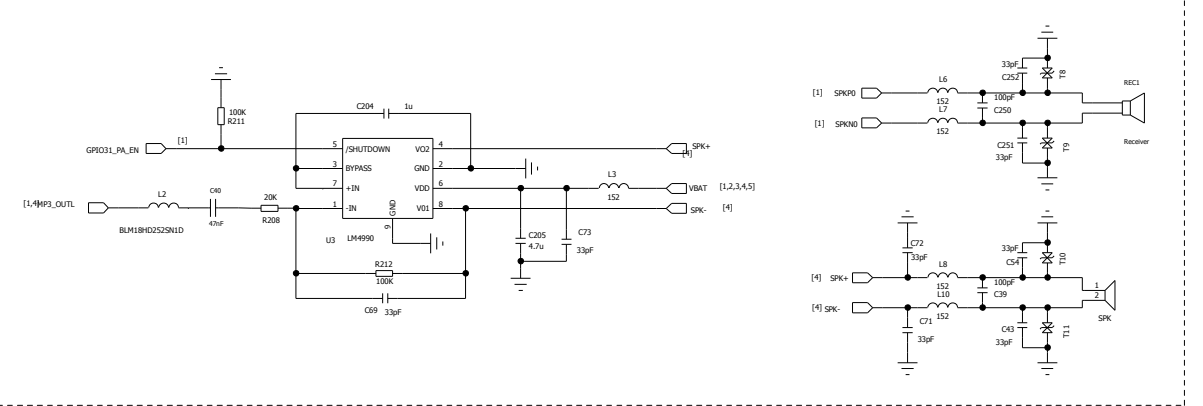 33pF
C252
T8
L6
REC1
[1] SPKP0
152
100pF
L7
C250
[1] SPKN0
152
C251
33pF
T9
Receiver
C204 1u
100K
R211
[1]
GPIO31_PA_EN
5 /SHUTDOWN VO2 4
SPK+
[4]
3 BYPASS GND 2
7 +IN VDD 6
L3
152
VBAT [1,2,3,4,5]
1 -IN V01 8
SPK- [4]
GND
9
U3 LM4990
[1,4]MP3_OUTL
L2
BLM18HD252SN1D
C40
47nF
20K
R208
C205
4.7u
C73
33pF
R212
100K
C69 33pF
C72
33pF
33pF
C54
T10
[4] SPK+
L8
152
100pF
L10
C39
[4] SPK-
152
1
2
SPK
C71
33pF
C43
33pF
T11